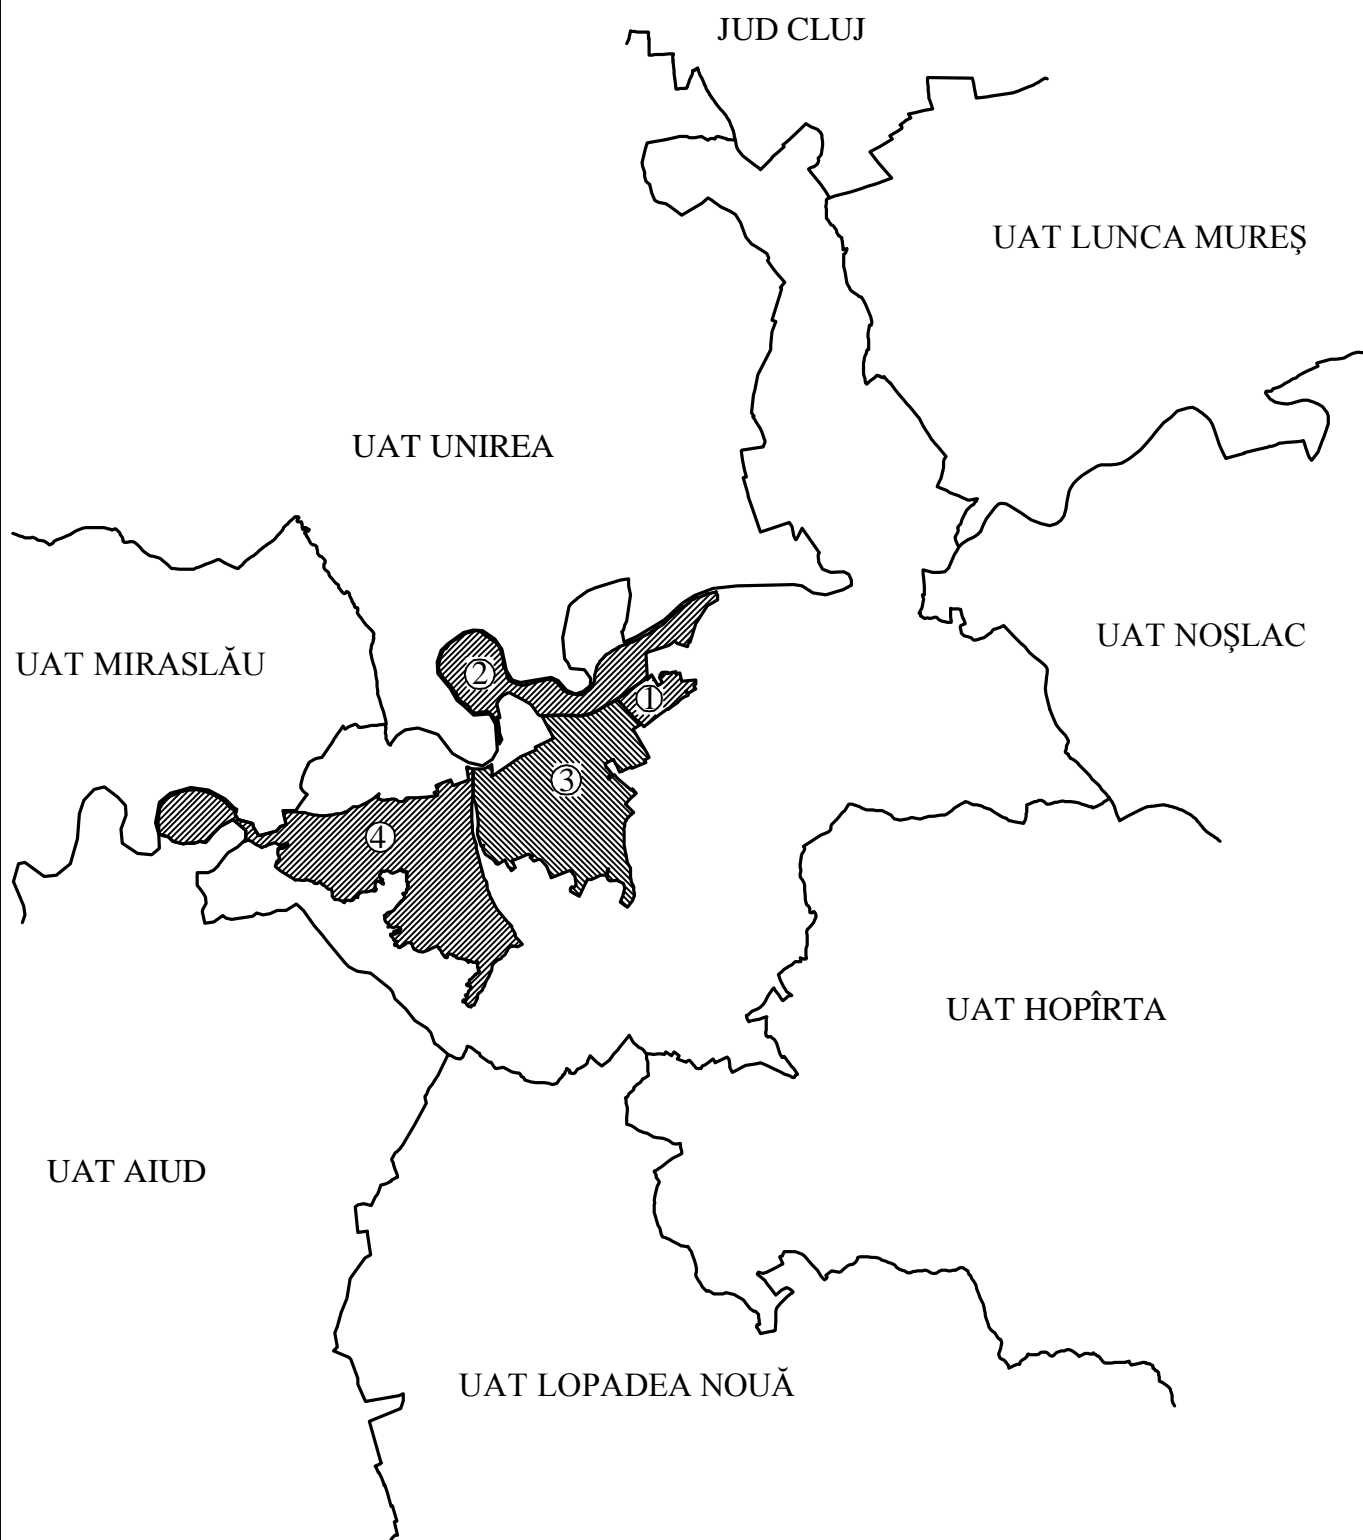 JUD CLUJ
UAT LUNCA MUREŞ
UAT UNIREA
UAT NOŞLAC
UAT MIRASLĂU
2
1
3
4
UAT HOPÎRTA
UAT AIUD
UAT LOPADEA NOUĂ